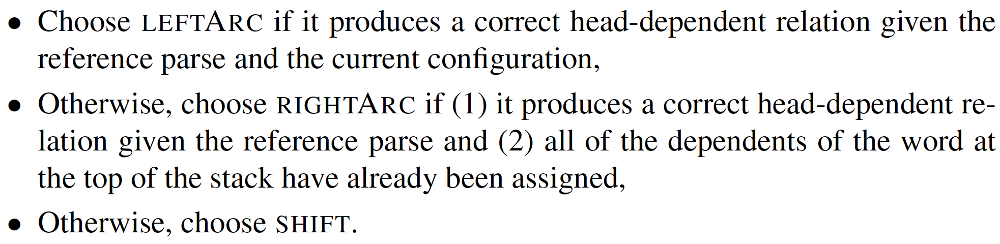 • Choose LEFTARC if it produces a correct head-dependent relation given the
reference parse and the current configuration,
• Otherwise, choose RIGHTARC if (1) it produces a correct head-dependent re-
lation given the reference parse and (2) all of the dependents of the word at
the top of the stack have already been assigned,
• Otherwise, choose SHIFT.